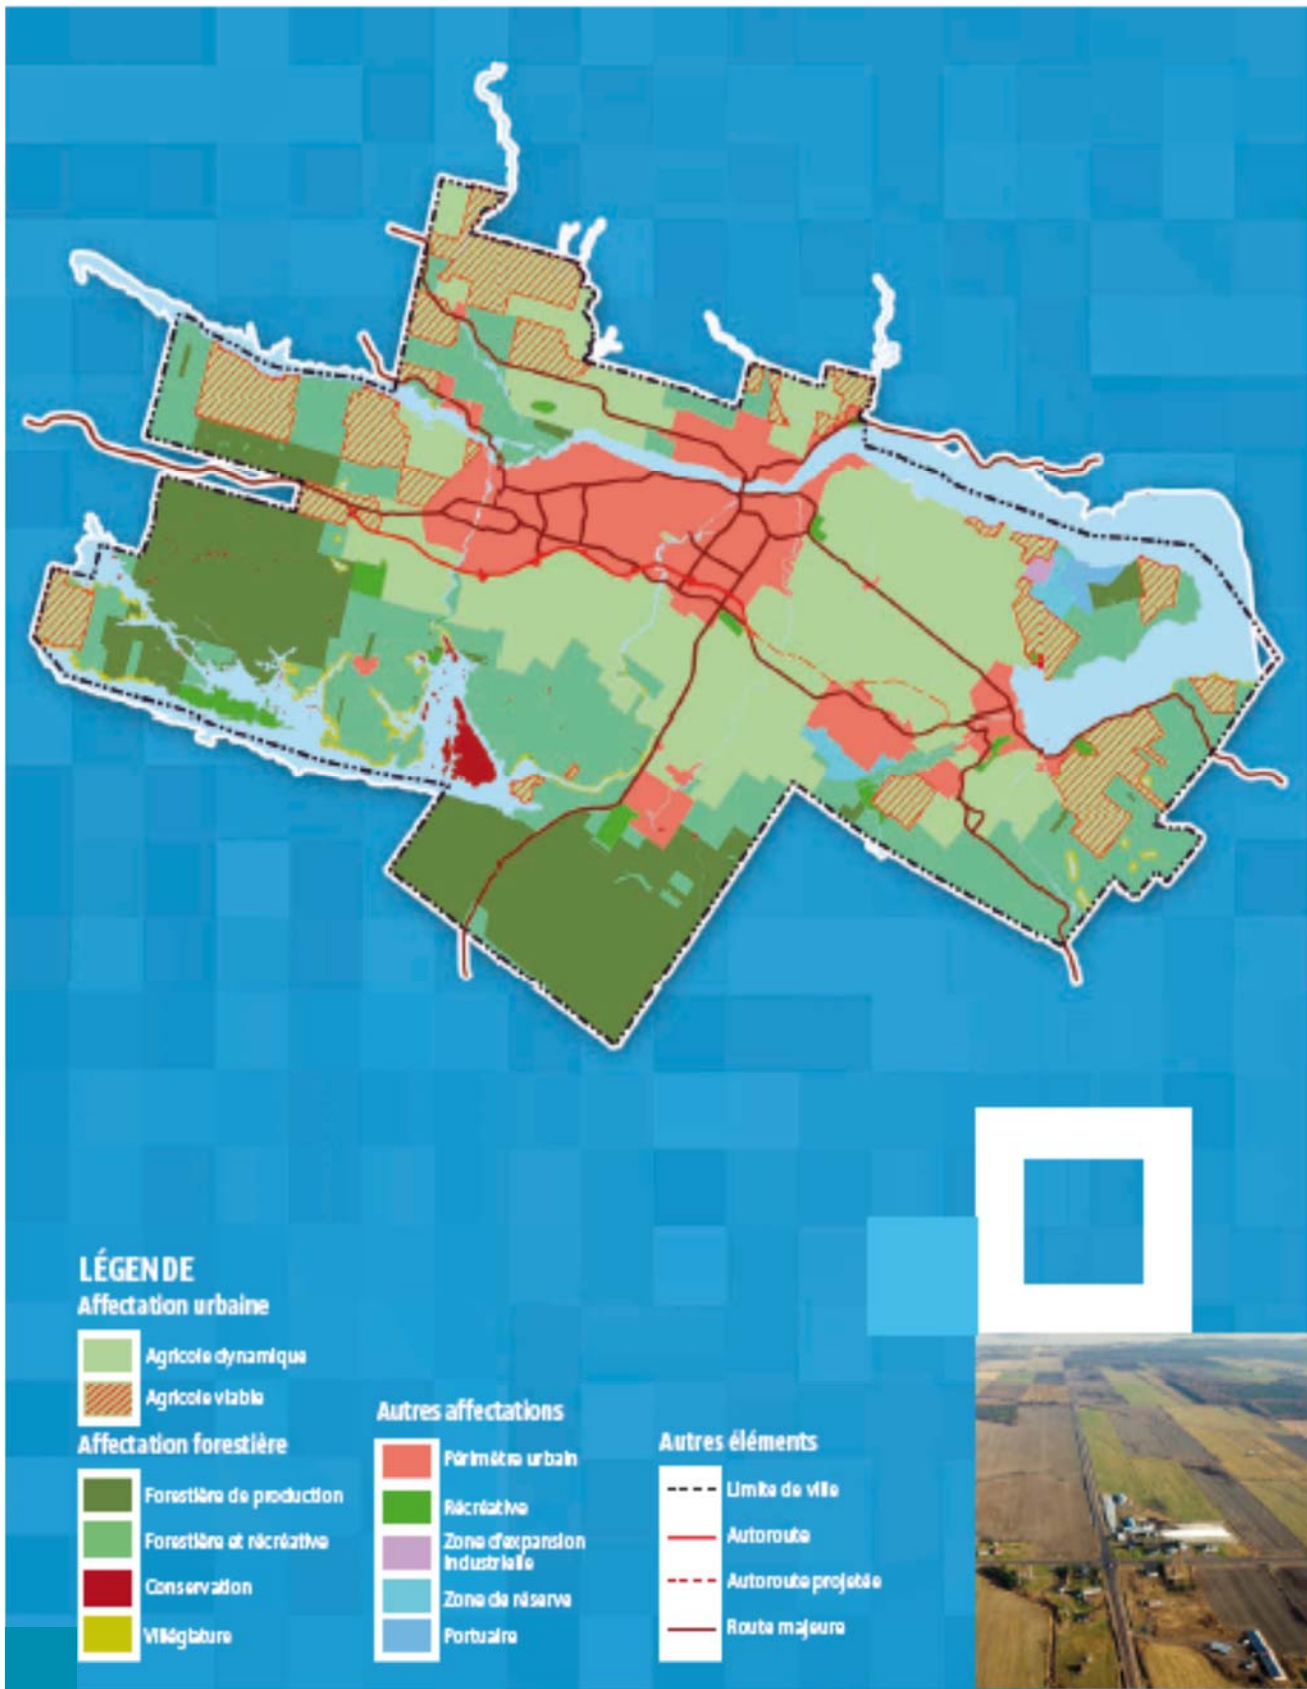 LÉGENDE
Affectation urbaine
Agricole dynamique
Agricole viable
Affectation forestière
Forestière de production
Forestière et récréative
Conservation
Villégiature
Autres affectations
Périmètre urbain
Récréative
Zone d'expansion
industrielle
Zone de réserve
Portuaire
Autres éléments
Limite de ville
Autoroute
Autoroute projetée
Route majeure